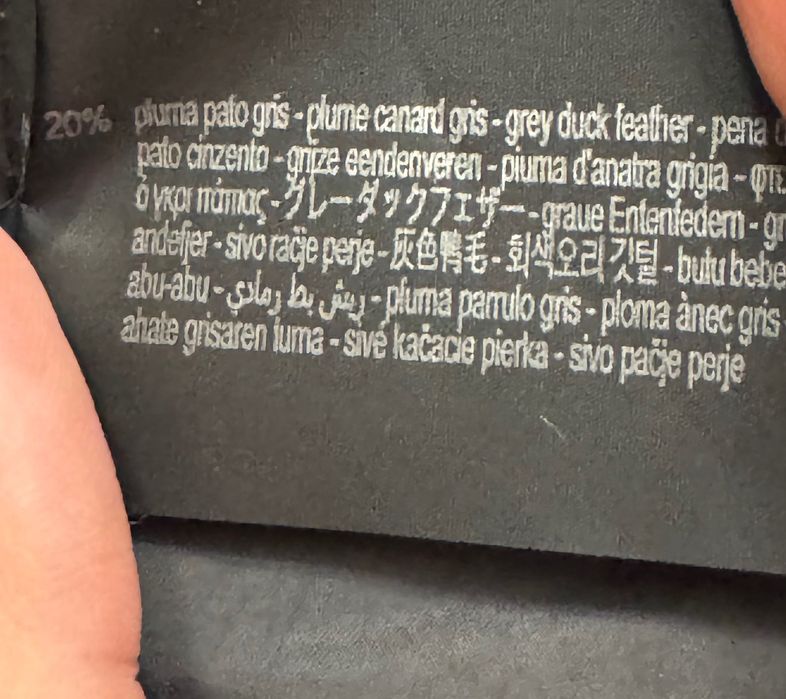 20% pluma pato gris - plume canard gris - grey duck feather - pena
pato cinzento - grijze eendenveren - piuma d'anatra grigia -
γκρι πάπιας - グレーダックフェザー - graue Entenfedern -
andefjer - sivo račje perje - 灰色鸭毛 - 회색오리 깃털 - bulu bebe
abu-abu - ريش بط رمادي - pluma parrulo gris - ploma ànec gris
ahate grisaren luma - sivé kačacie pierka - sivo pačje perje